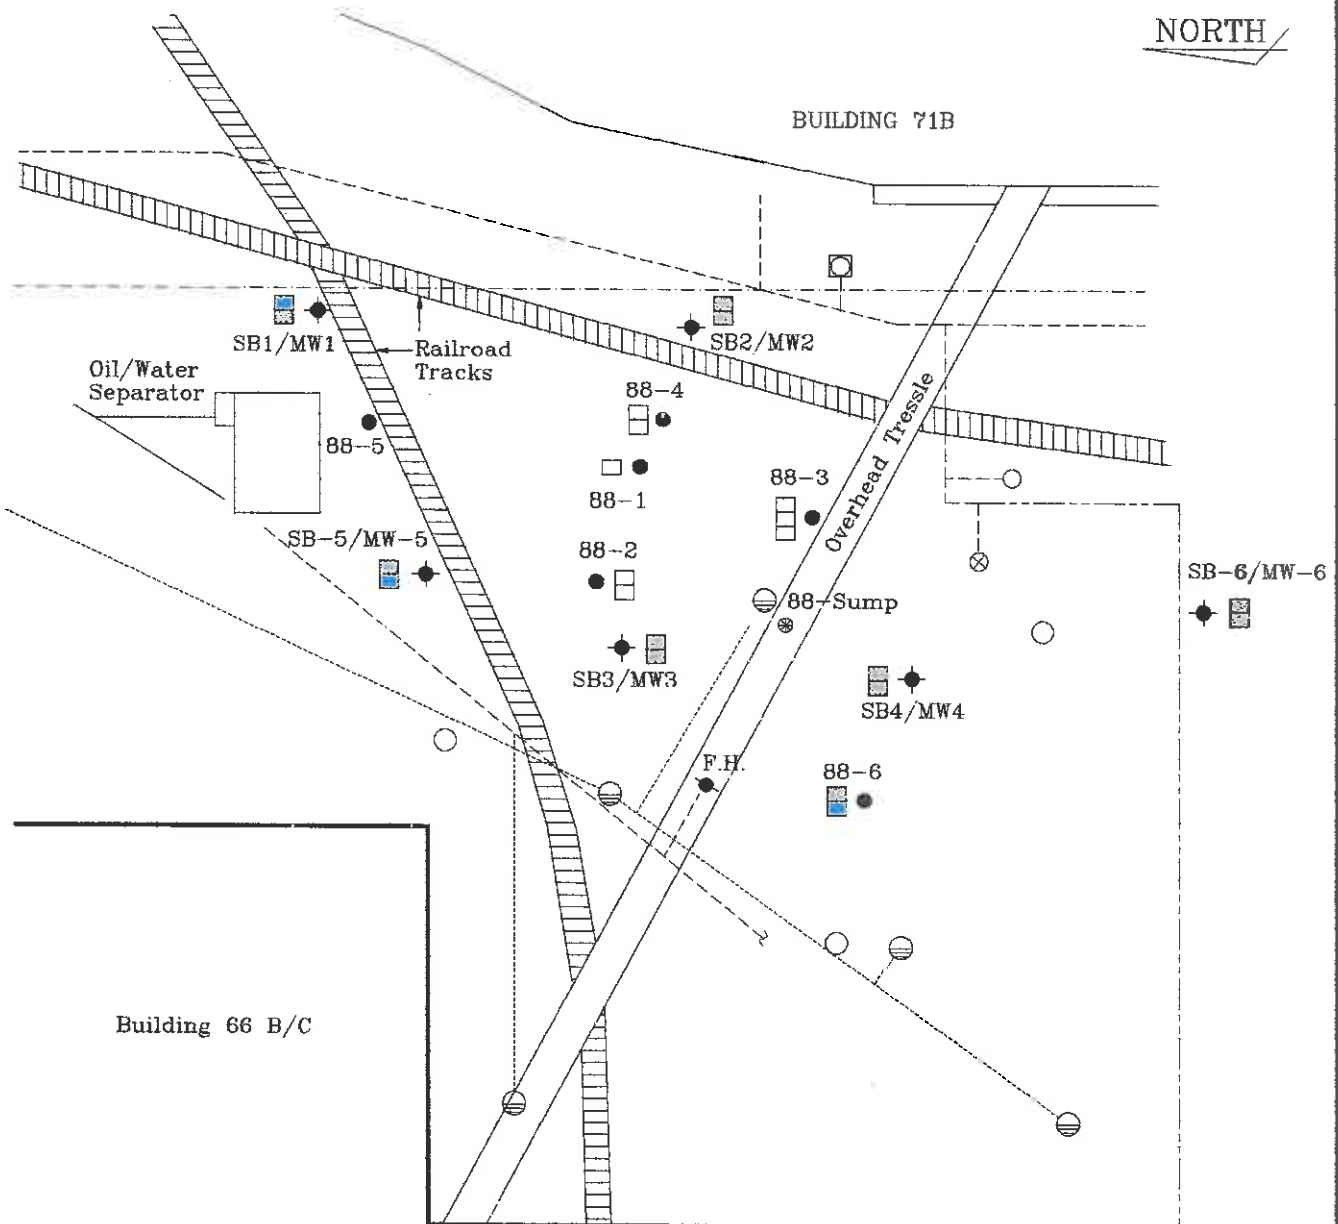 NORTH
BUILDING 71B
SB1/MW1
SB2/MW2
Railroad
Tracks
Oil/Water
Separator
88-4
88-5
88-1
88-3
Overhead Tressle
SB-5/MW-5
88-2
SB-6/MW-6
88-Sump
SB3/MW3
SB4/MW4
F.H.
88-6
Building 66 B/C